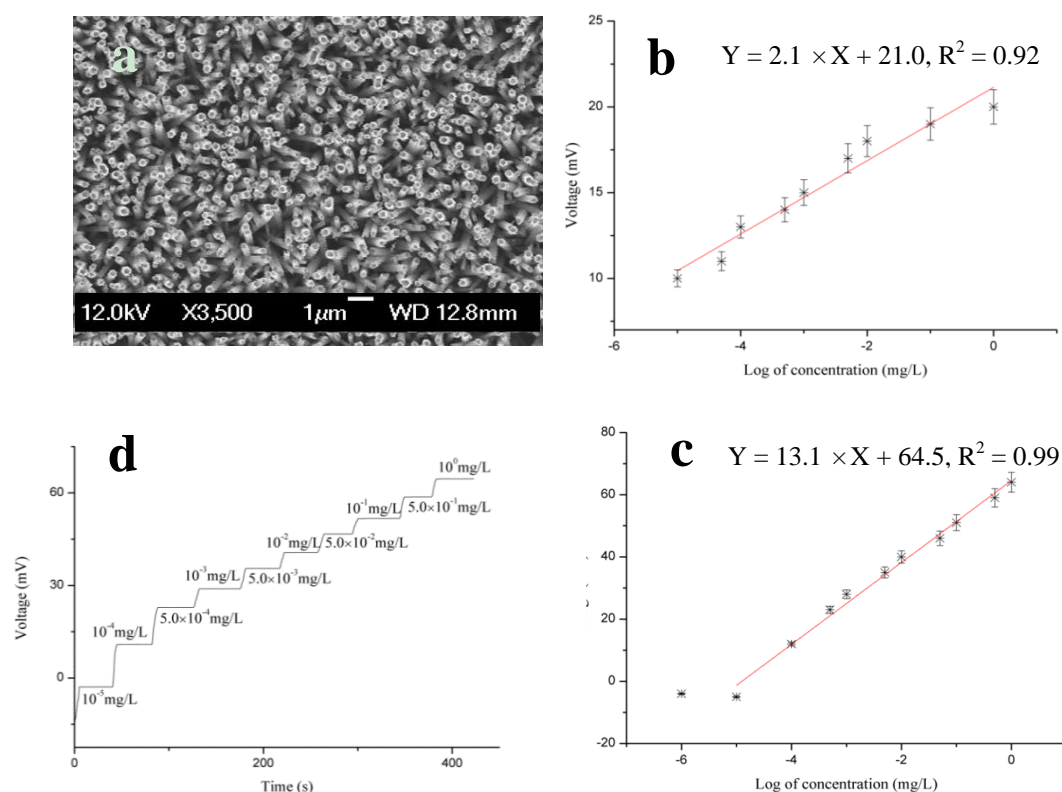 a
12.0kV X3,500 1μm WD 12.8mm
b
Y = 2.1 × X + 21.0, R² = 0.92
25
20
15
10
Voltage (mV)
-6 -4 -2 0
Log of concentration (mg/L)
d
60
30
0
Voltage (mV)
10⁻⁵mg/L
10⁻⁴mg/L
5.0×10⁻⁴mg/L
10⁻³mg/L
5.0×10⁻³mg/L
10⁻²mg/L
5.0×10⁻²mg/L
10⁻¹mg/L
5.0×10⁻¹mg/L
10⁰mg/L
0 200 400
Time (s)
c
Y = 13.1 × X + 64.5, R² = 0.99
80
60
40
20
0
-20
-6 -4 -2 0
Log of concentration (mg/L)